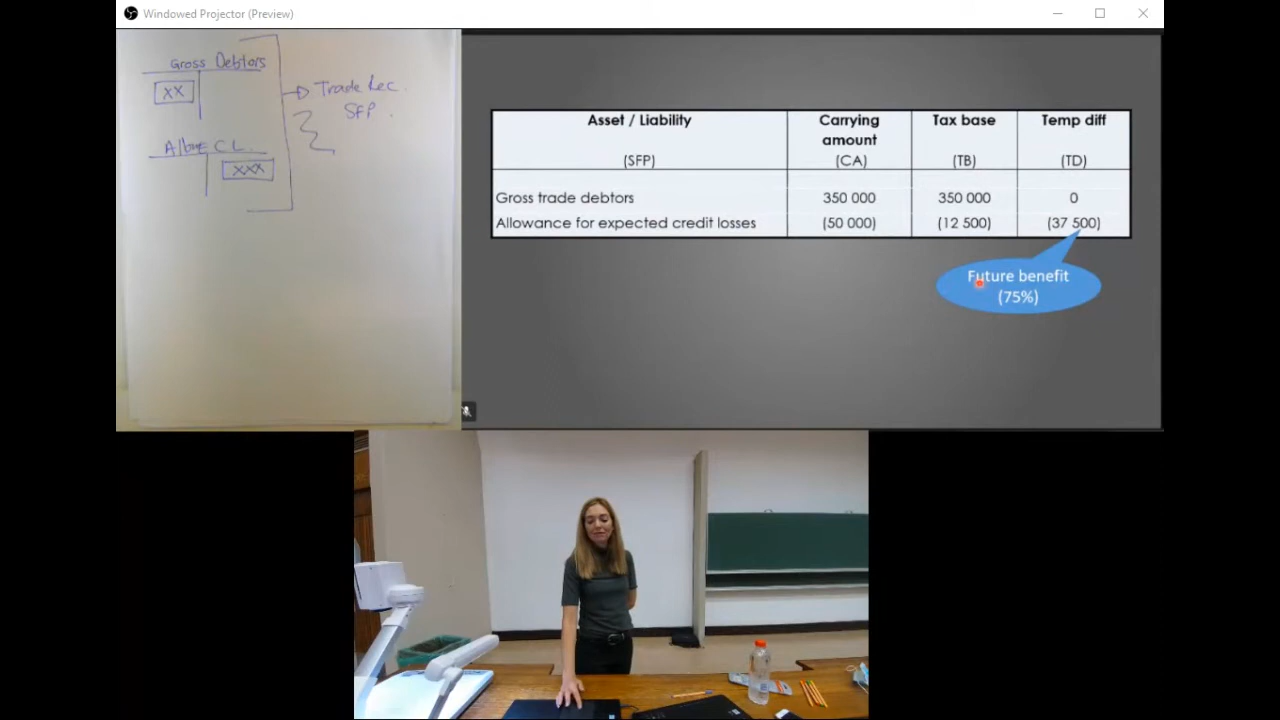 Windowed Projector (Preview)
Gross Debtors
XX
Trade Rec.
SFP.
C L.
XXX
Asset / Liability
(SFP)
Carrying
amount
(CA)
Tax base
(TB)
Temp diff
(TD)
Gross trade debtors 350 000 350 000 0
Allowance for expected credit losses (50 000) (12 500) (37 500)
Future benefit
(75%)